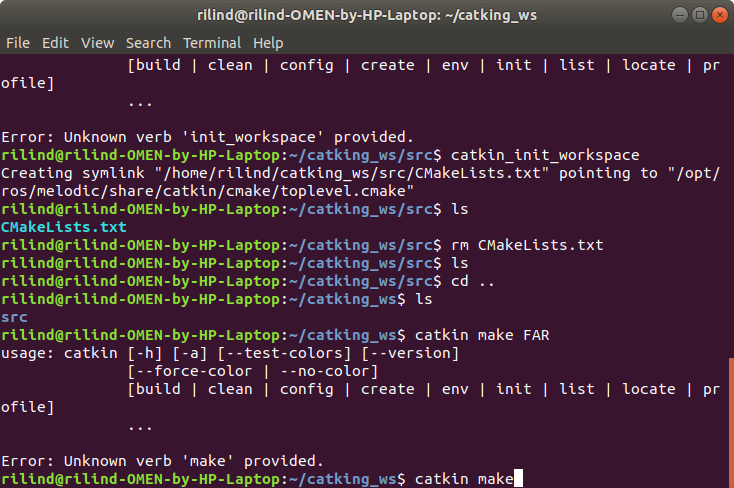 rilind@rilind-OMEN-by-HP-Laptop: ~/catking_ws
File Edit View Search Terminal Help
[build | clean | config | create | env | init | list | locate | pr
ofile]
...
Error: Unknown verb 'init_workspace' provided.
rilind@rilind-OMEN-by-HP-Laptop:~/catking_ws/src$ catkin_init_workspace
Creating symlink "/home/rilind/catking_ws/src/CMakeLists.txt" pointing to "/opt/
ros/melodic/share/catkin/cmake/toplevel.cmake"
rilind@rilind-OMEN-by-HP-Laptop:~/catking_ws/src$ ls
CMakeLists.txt
rilind@rilind-OMEN-by-HP-Laptop:~/catking_ws/src$ rm CMakeLists.txt
rilind@rilind-OMEN-by-HP-Laptop:~/catking_ws/src$ ls
rilind@rilind-OMEN-by-HP-Laptop:~/catking_ws/src$ cd ..
rilind@rilind-OMEN-by-HP-Laptop:~/catking_ws$ ls
src
rilind@rilind-OMEN-by-HP-Laptop:~/catking_ws$ catkin make FAR
usage: catkin [-h] [-a] [--test-colors] [--version]
[--force-color | --no-color]
[build | clean | config | create | env | init | list | locate | pr
ofile]
...
Error: Unknown verb 'make' provided.
rilind@rilind-OMEN-by-HP-Laptop:~/catking_ws$ catkin make